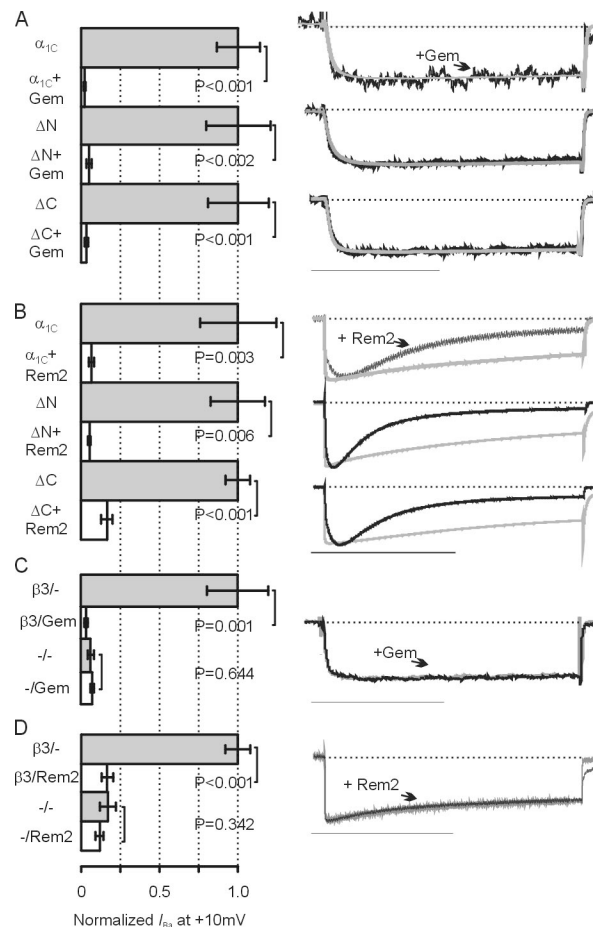 A
α1C
α1C+
Gem
P<0.001
ΔN
ΔN+
Gem
P<0.002
ΔC
ΔC+
Gem
P<0.001
+Gem
B
α1C
α1C+
Rem2
P=0.003
ΔN
ΔN+
Rem2
P=0.006
ΔC
ΔC+
Rem2
P<0.001
+ Rem2
C
β3/-
β3/Gem
P=0.001
-/-
-/Gem
P=0.644
+Gem
D
β3/-
β3/Rem2
P<0.001
-/-
-/Rem2
P=0.342
+ Rem2
0 0.5 1.0
Normalized IBa at +10mV